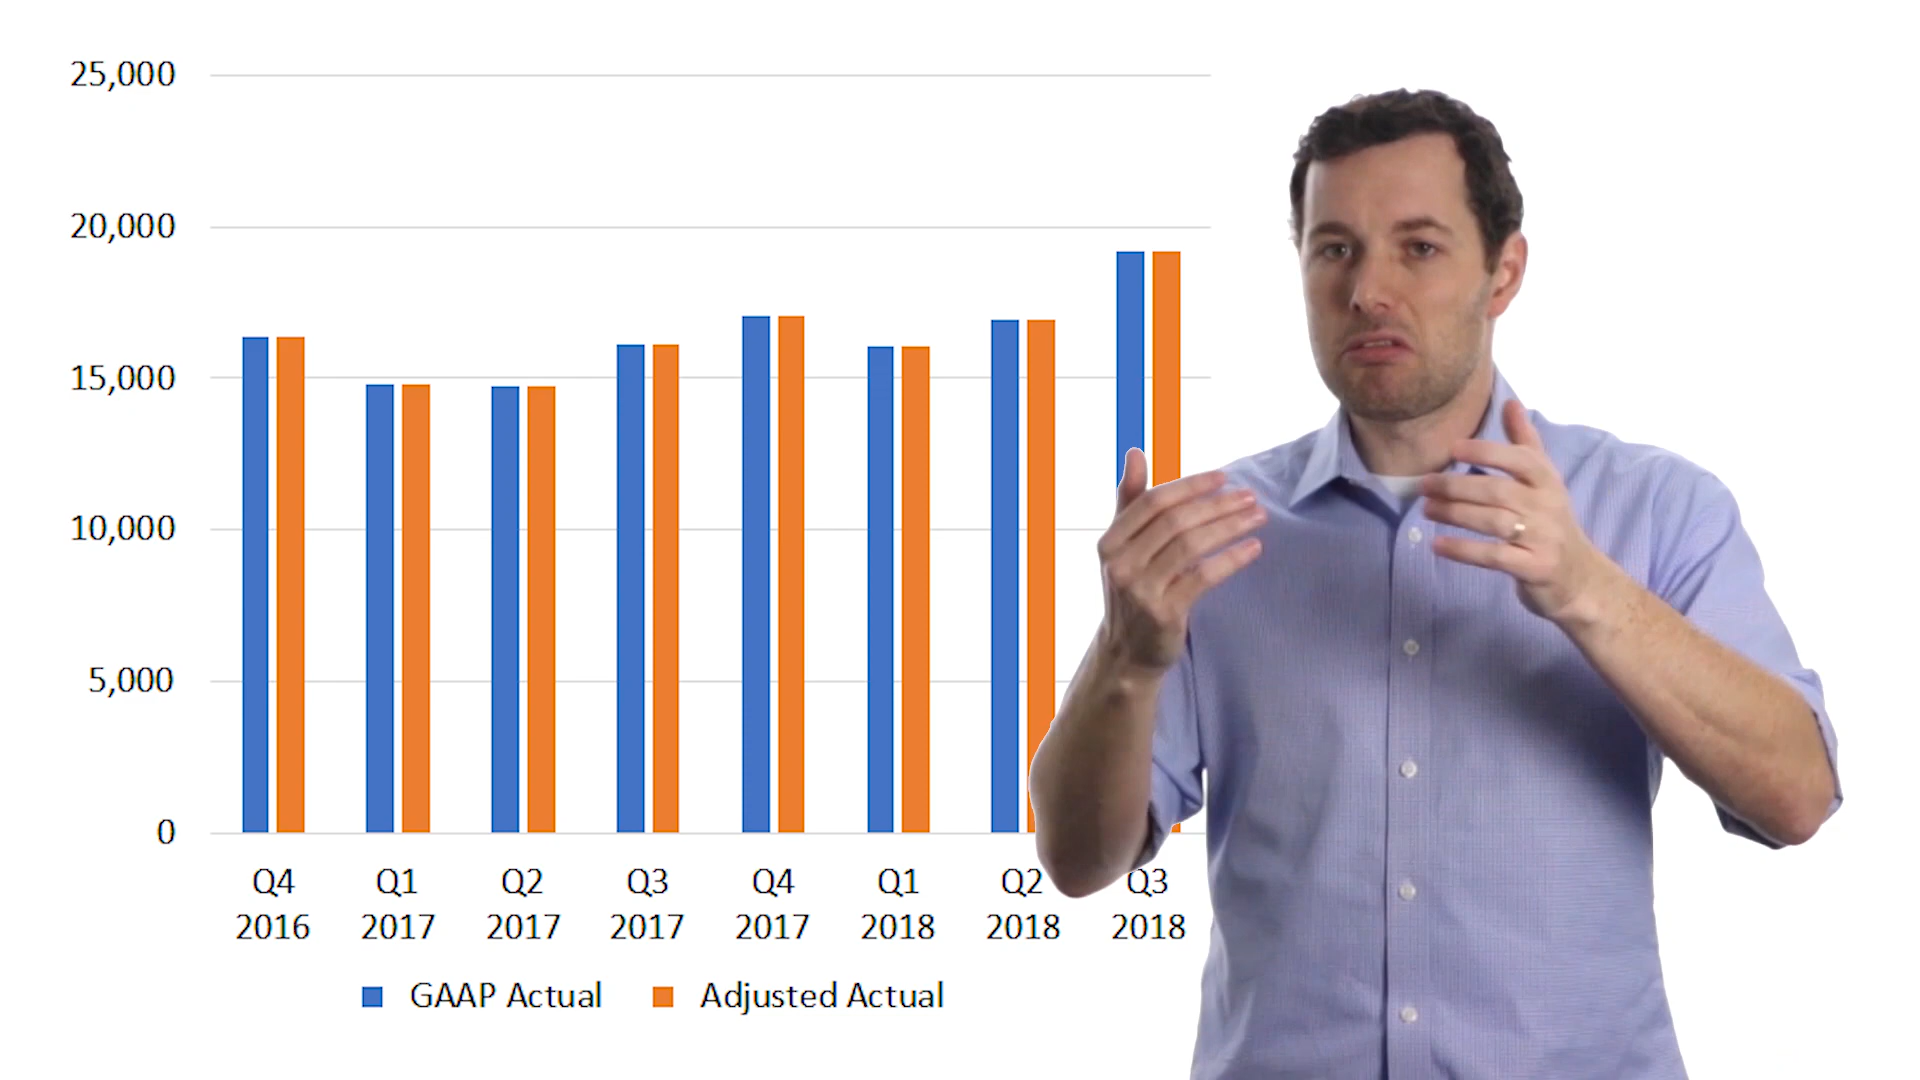 25,000
20,000
15,000
10,000
5,000
0
Q4 Q1 Q2 Q3 Q4 Q1 Q2 Q3
2016 2017 2017 2017 2017 2018 2018 2018
GAAP Actual Adjusted Actual